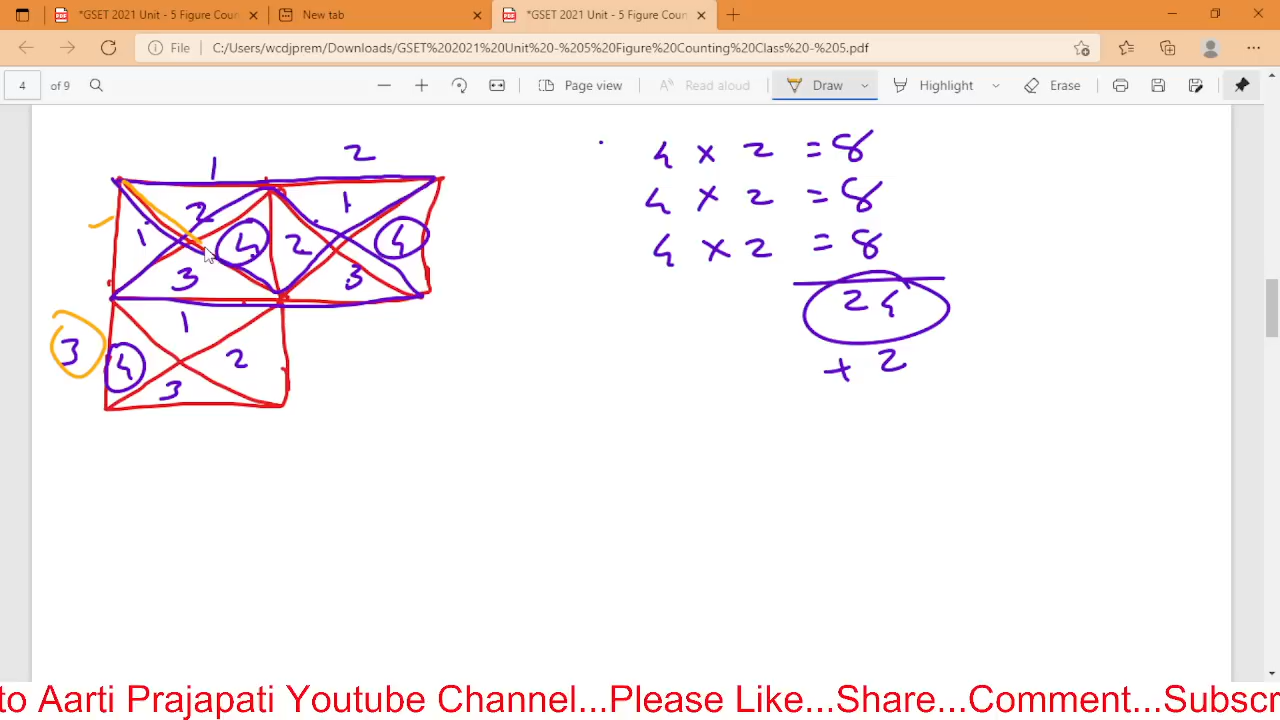 *GSET 2021 Unit - 5 Figure Coun
New tab
*GSET 2021 Unit - 5 Figure Coun
File
C:/Users/wcdjprem/Downloads/GSET%202021%20Unit%20-%205%20Figure%20Counting%20Class%20-%205.pdf
4 of 9
Page view
Read aloud
Draw
Highlight
Erase
1 2
2 1
1 4 2 4
3 3
1
3 4 2
3
4 × 2 = 8
4 × 2 = 8
4 × 2 = 8
24
+ 2
to Aarti Prajapati Youtube Channel...Please Like...Share...Comment...Subscr